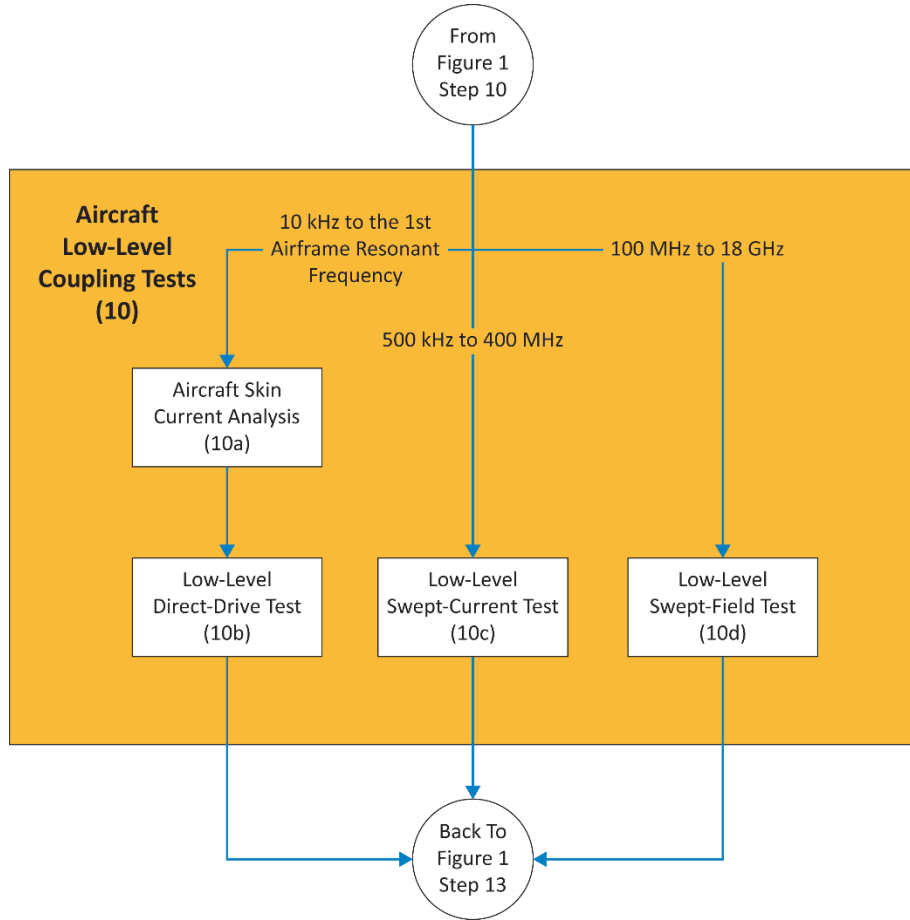 From
Figure 1
Step 10
Aircraft
Low-Level
Coupling Tests
(10)
10 kHz to the 1st
Airframe Resonant
Frequency
100 MHz to 18 GHz
500 kHz to 400 MHz
Aircraft Skin
Current Analysis
(10a)
Low-Level
Direct-Drive Test
(10b)
Low-Level
Swept-Current Test
(10c)
Low-Level
Swept-Field Test
(10d)
Back To
Figure 1
Step 13